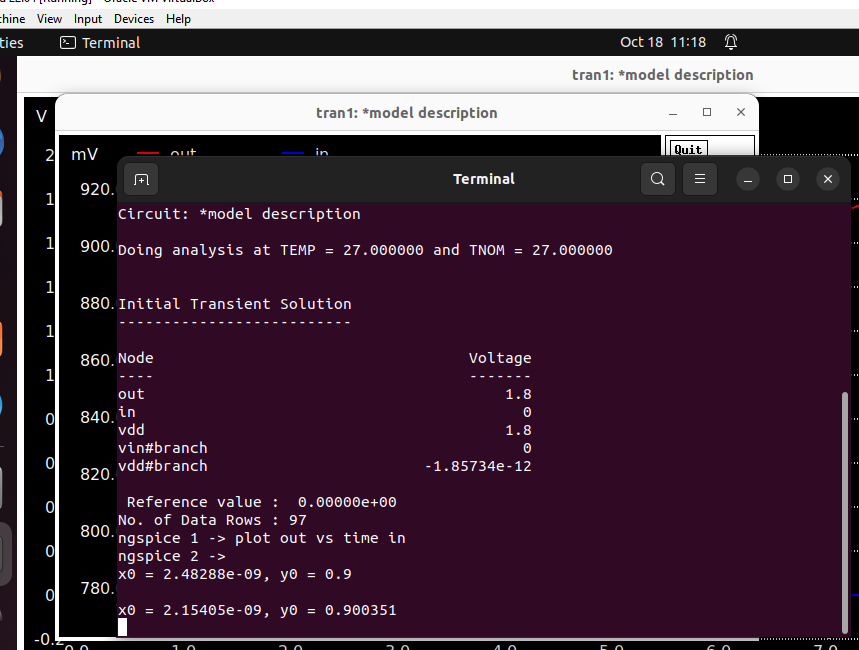 [Running] - Oracle VM VirtualBox
chine View Input Devices Help
ties Terminal Oct 18 11:18
tran1: *model description
tran1: *model description
V
mV out in
Quit
2
1
1
1
1
1
0
0
0
0
0
-0.2
920.
900.
880.
860.
840.
820.
800.
780.
Terminal
Circuit: *model description
Doing analysis at TEMP = 27.000000 and TNOM = 27.000000
Initial Transient Solution
--------------------------
Node Voltage
---- -------
out 1.8
in 0
vdd 1.8
vin#branch 0
vdd#branch -1.85734e-12
Reference value : 0.00000e+00
No. of Data Rows : 97
ngspice 1 -> plot out vs time in
ngspice 2 ->
x0 = 2.48288e-09, y0 = 0.9
x0 = 2.15405e-09, y0 = 0.900351
0.0 1.0 2.0 3.0 4.0 5.0 6.0 7.0